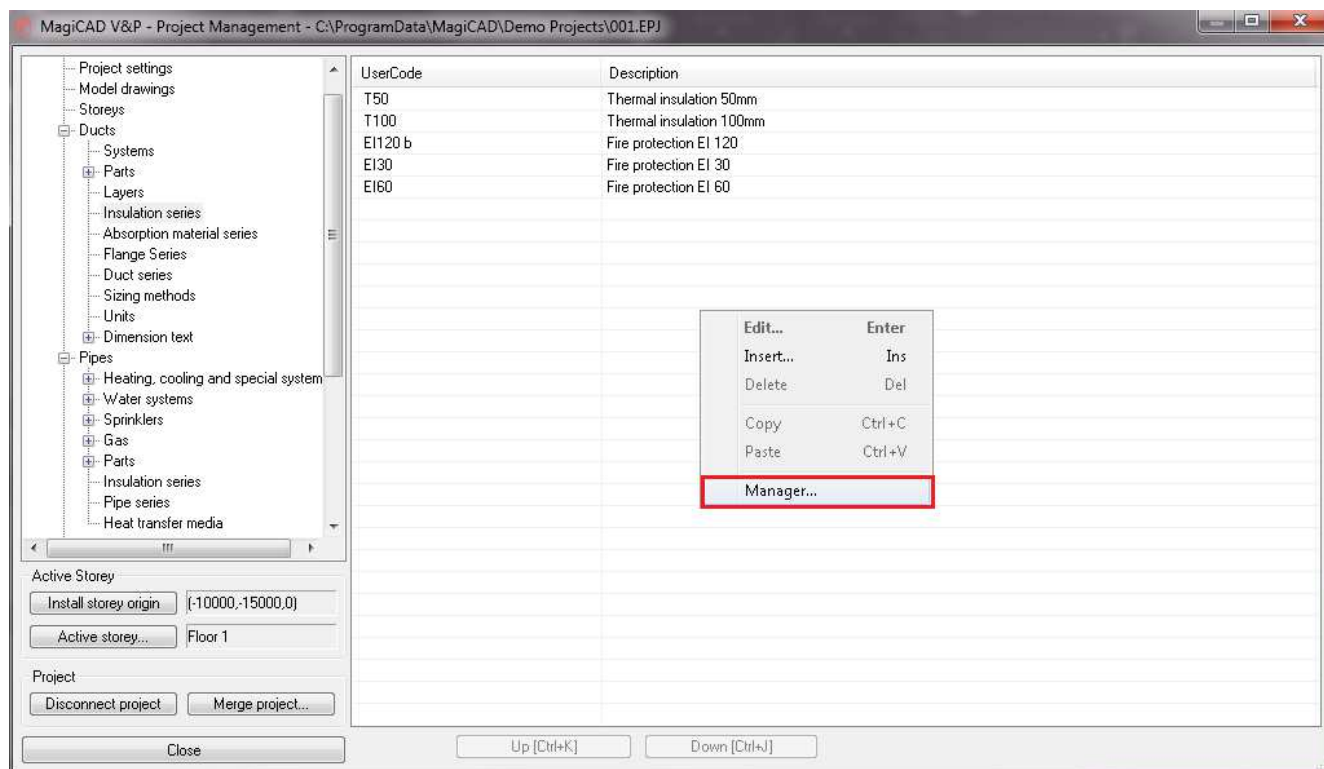 MagiCAD V&P - Project Management - C:\ProgramData\MagiCAD\Demo Projects\001.EPJ
Project settings
Model drawings
Storeys
Ducts
Systems
Parts
Layers
Insulation series
Absorption material series
Flange Series
Duct series
Sizing methods
Units
Dimension text
Pipes
Heating, cooling and special system
Water systems
Sprinklers
Gas
Parts
Insulation series
Pipe series
Heat transfer media
Active Storey
Install storey origin (-10000,-15000,0)
Active storey... Floor 1
Project
Disconnect project Merge project...
Close
UserCode Description
T50 Thermal insulation 50mm
T100 Thermal insulation 100mm
EI120 b Fire protection EI 120
EI30 Fire protection EI 30
EI60 Fire protection EI 60
Edit... Enter
Insert... Ins
Delete Del
Copy Ctrl+C
Paste Ctrl+V
Manager...
Up [Ctrl+K] Down [Ctrl+J]